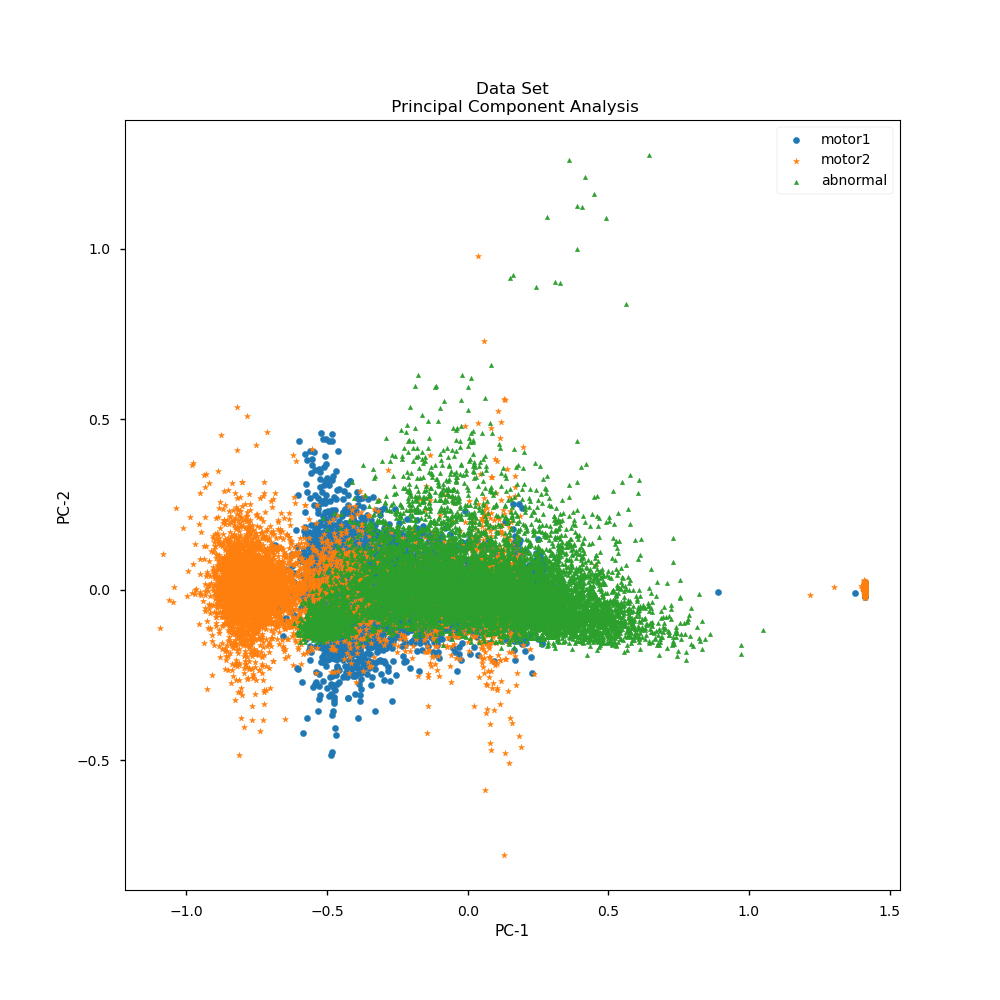 Data Set
Principal Component Analysis
motor1
motor2
abnormal
1.0
0.5
0.0
−0.5
PC-2
−1.0
−0.5
0.0
0.5
1.0
1.5
PC-1